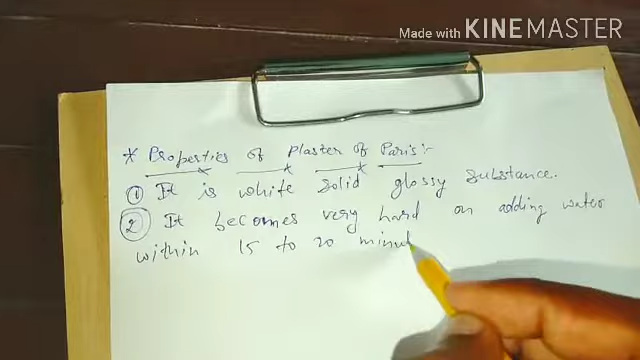 Made with KINEMASTER
* Properties of Plaster of Paris:-
① It is white solid glossy substance.
② It becomes very hard on adding water
within 15 to 20 minut